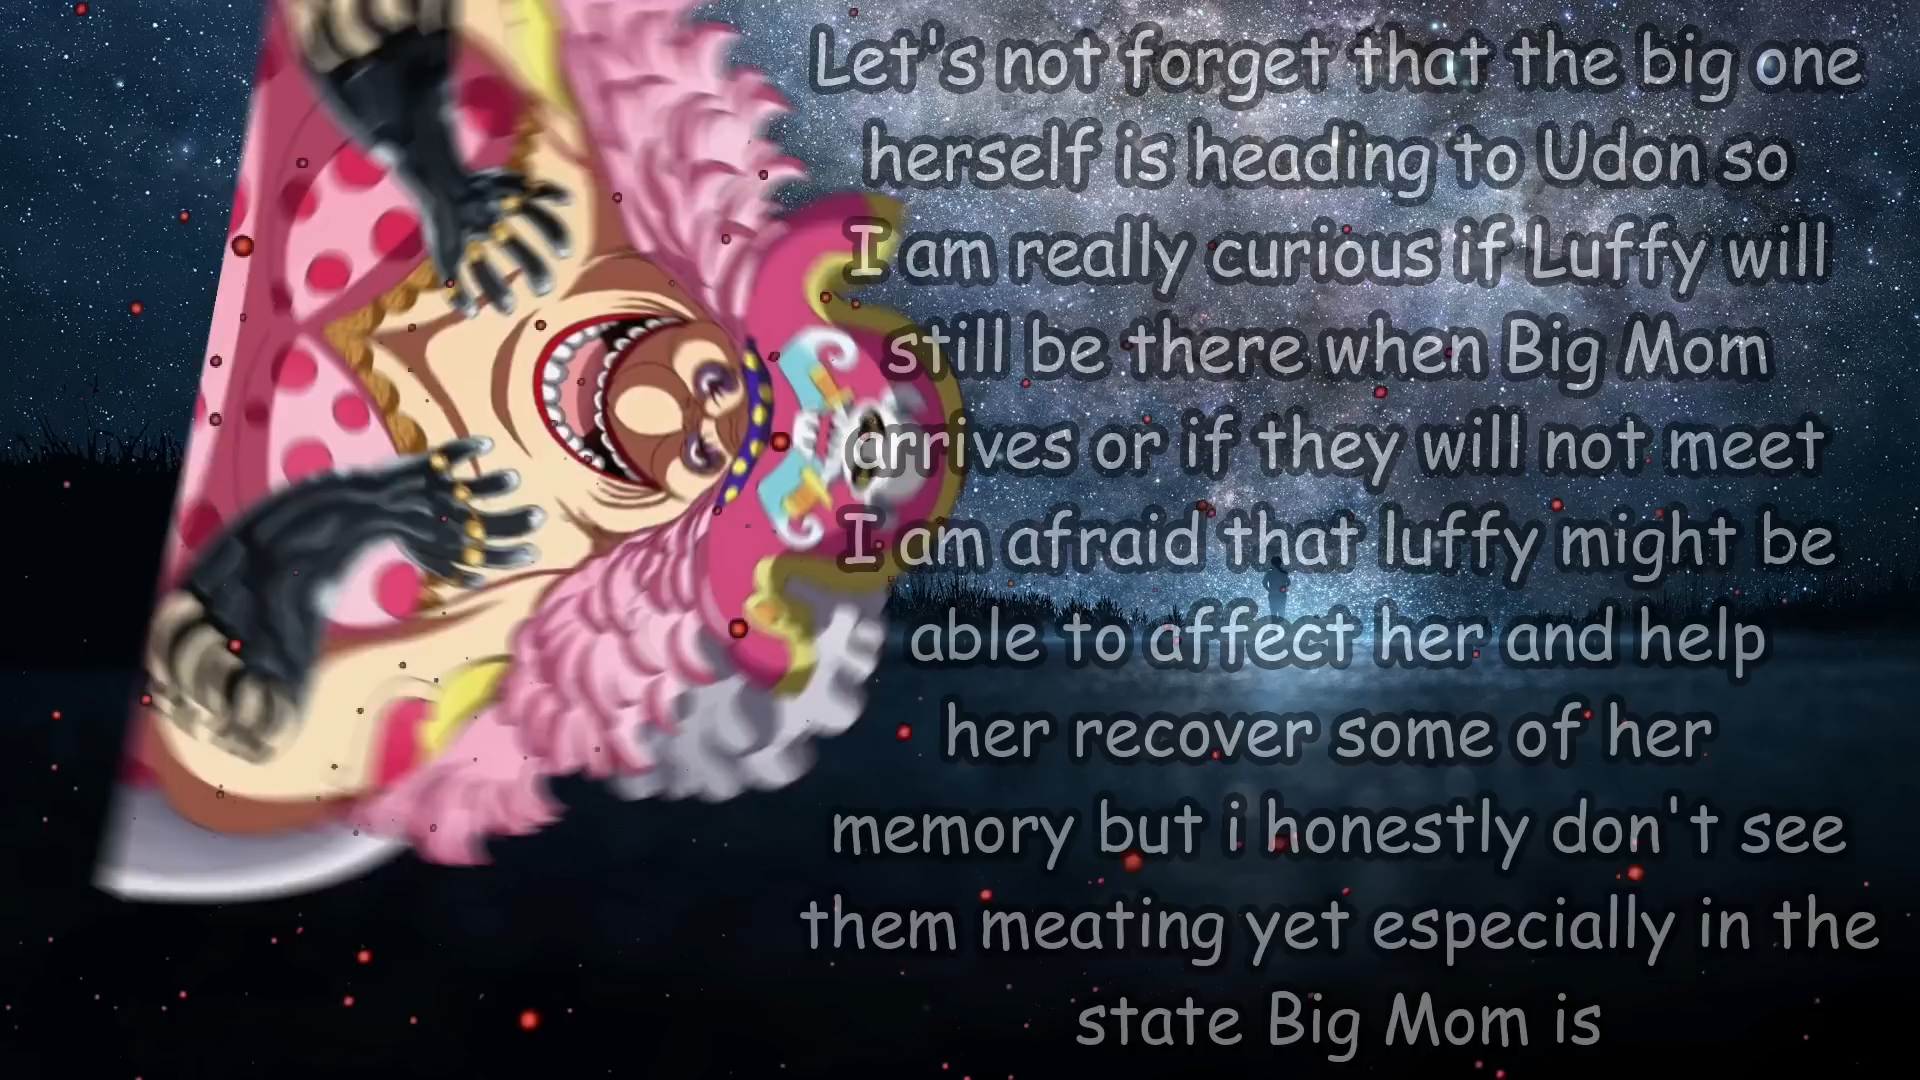 Let's not forget that the big one
herself is heading to Udon so
I am really curious if Luffy will
still be there when Big Mom
arrives or if they will not meet
I am afraid that luffy might be
able to affect her and help
her recover some of her
memory but i honestly don't see
them meating yet especially in the
state Big Mom is